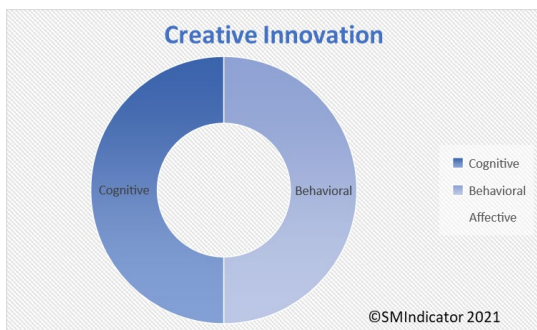 Creative Innovation
Cognitive
Behavioral
Cognitive
Behavioral
Affective
©SMIndicator 2021